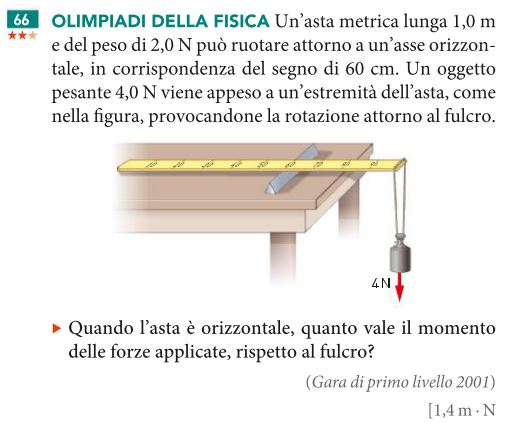 66 OLIMPIADI DELLA FISICA Un'asta metrica lunga 1,0 m
★★★ e del peso di 2,0 N può ruotare attorno a un'asse orizzon-
tale, in corrispondenza del segno di 60 cm. Un oggetto
pesante 4,0 N viene appeso a un'estremità dell'asta, come
nella figura, provocandone la rotazione attorno al fulcro.
4 N
▶ Quando l'asta è orizzontale, quanto vale il momento
delle forze applicate, rispetto al fulcro?
(Gara di primo livello 2001)
[1,4 m · N